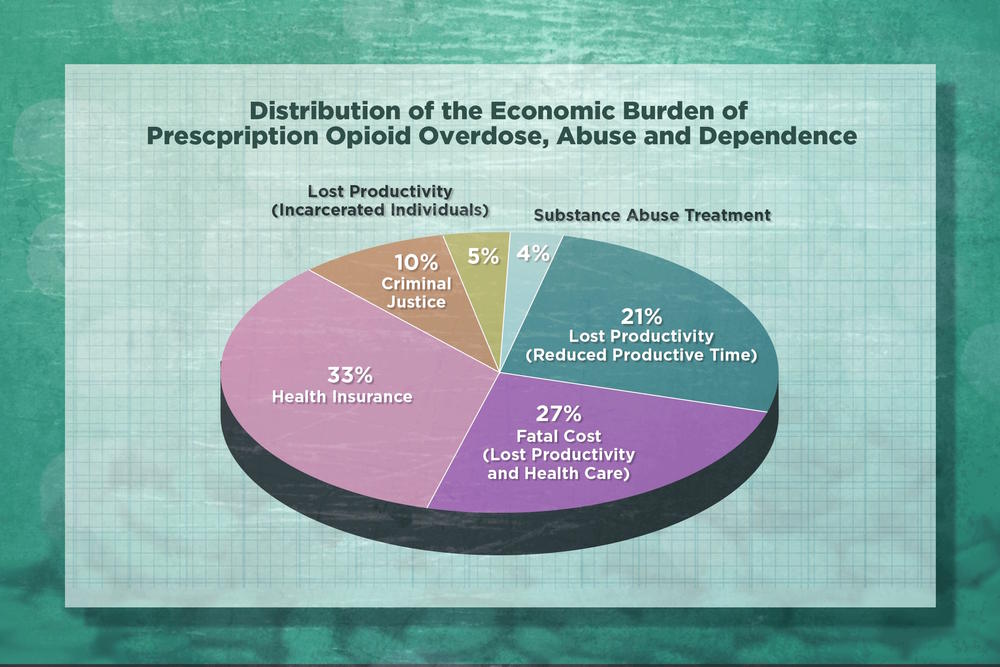 Distribution of the Economic Burden of
Prescpription Opioid Overdose, Abuse and Dependence
Lost Productivity
(Incarcerated Individuals)
Substance Abuse Treatment
10%
Criminal
Justice
5%
4%
21%
Lost Productivity
(Reduced Productive Time)
33%
Health Insurance
27%
Fatal Cost
(Lost Productivity
and Health Care)